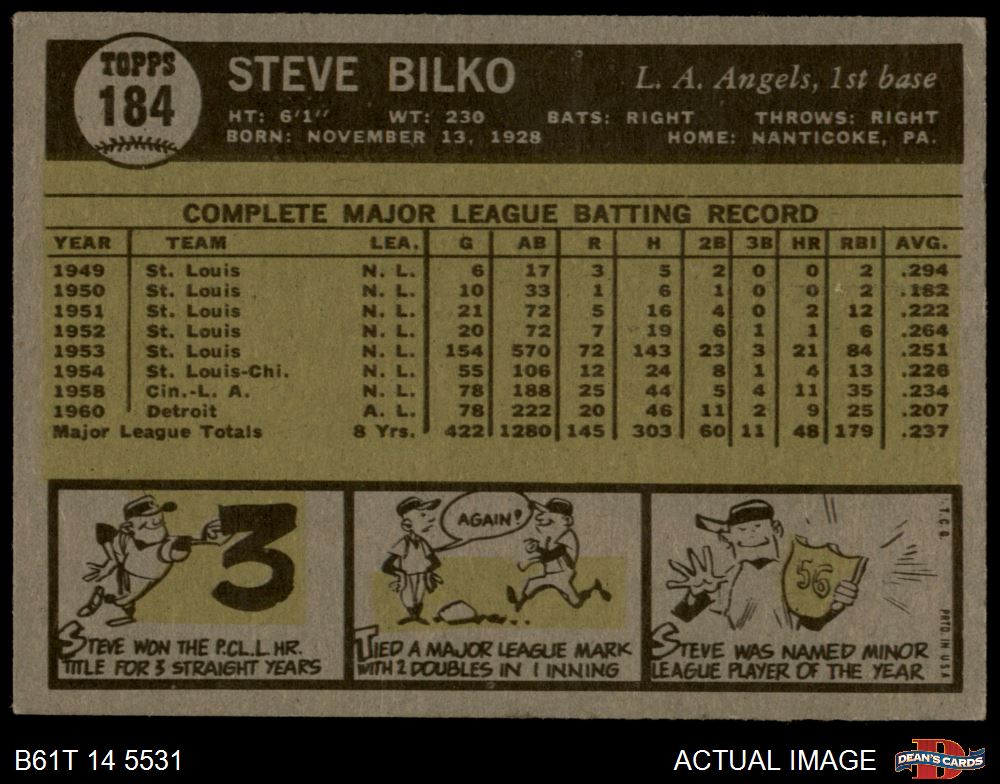 TOPPS
184
STEVE BILKO
L. A. Angels, 1st base
HT: 6'1" WT: 230 BATS: RIGHT THROWS: RIGHT
BORN: NOVEMBER 13, 1928 HOME: NANTICOKE, PA.
COMPLETE MAJOR LEAGUE BATTING RECORD
YEAR TEAM LEA. G AB R H 2B 3B HR RBI AVG.
1949 St. Louis N. L. 6 17 3 5 2 0 0 2 .294
1950 St. Louis N. L. 10 33 1 6 1 0 0 2 .182
1951 St. Louis N. L. 21 72 5 16 4 0 2 12 .222
1952 St. Louis N. L. 20 72 7 19 6 1 1 6 .264
1953 St. Louis N. L. 154 570 72 143 23 3 21 84 .251
1954 St. Louis-Chi. N. L. 55 106 12 24 8 1 4 13 .226
1958 Cin.-L. A. N. L. 78 188 25 44 5 4 11 35 .234
1960 Detroit A. L. 78 222 20 46 11 2 9 25 .207
Major League Totals 8 Yrs. 422 1280 145 303 60 11 48 179 .237
3
STEVE WON THE P.C.L. HR.
TITLE FOR 3 STRAIGHT YEARS
AGAIN!
TIED A MAJOR LEAGUE MARK
WITH 2 DOUBLES IN 1 INNING
56
STEVE WAS NAMED MINOR
LEAGUE PLAYER OF THE YEAR
T.C.G. PRTD. IN USA
B61T 14 5531
ACTUAL IMAGE
DEAN'S CARDS